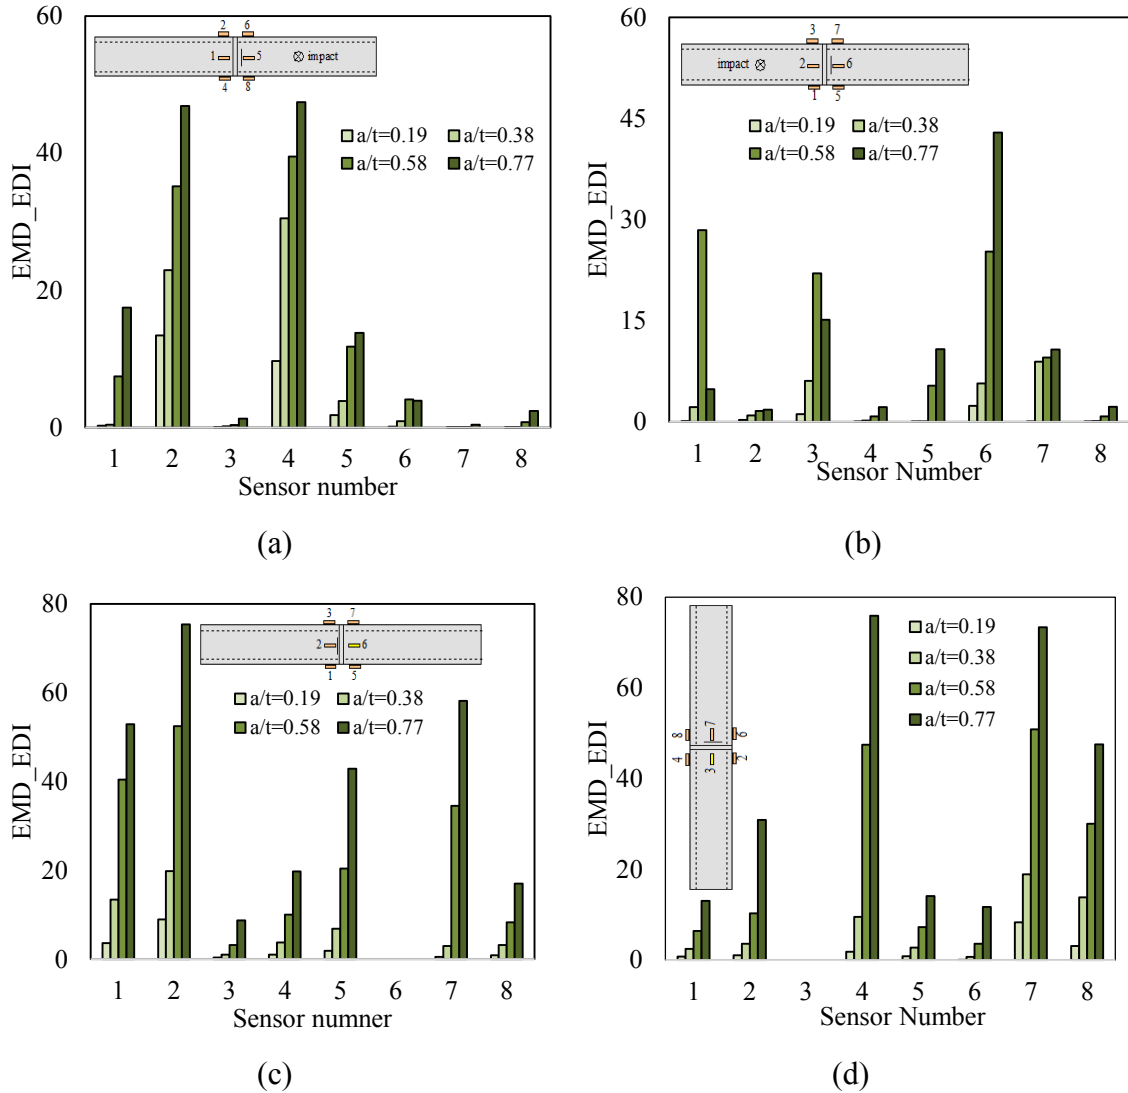 60
40
20
0
EMD_EDI
2 6
1 5 impact
4 8
a/t=0.19 a/t=0.38
a/t=0.58 a/t=0.77
1 2 3 4 5 6 7 8
Sensor number
(a)
60
45
30
15
0
EMD_EDI
3 7
impact 2 6
1 5
a/t=0.19 a/t=0.38
a/t=0.58 a/t=0.77
1 2 3 4 5 6 7 8
Sensor Number
(b)
80
60
40
20
0
EMD_EDI
3 7
2 6
1 5
a/t=0.19 a/t=0.38
a/t=0.58 a/t=0.77
1 2 3 4 5 6 7 8
Sensor numner
(c)
80
60
40
20
0
EMD_EDI
8 7 6
4 3 2
a/t=0.19
a/t=0.38
a/t=0.58
a/t=0.77
1 2 3 4 5 6 7 8
Sensor Number
(d)